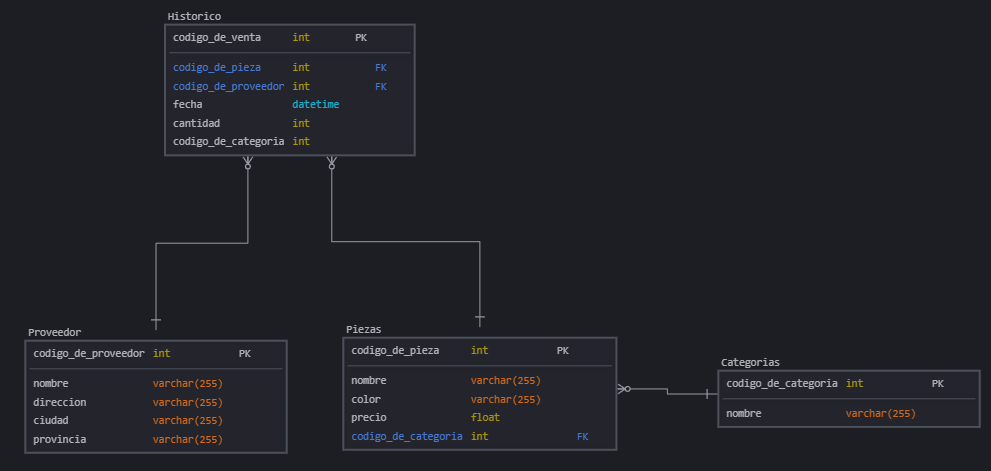 Historico
codigo_de_venta int PK
codigo_de_pieza int FK
codigo_de_proveedor int FK
fecha datetime
cantidad int
codigo_de_categoria int
Proveedor
codigo_de_proveedor int PK
nombre varchar(255)
direccion varchar(255)
ciudad varchar(255)
provincia varchar(255)
Piezas
codigo_de_pieza int PK
nombre varchar(255)
color varchar(255)
precio float
codigo_de_categoria int FK
Categorias
codigo_de_categoria int PK
nombre varchar(255)